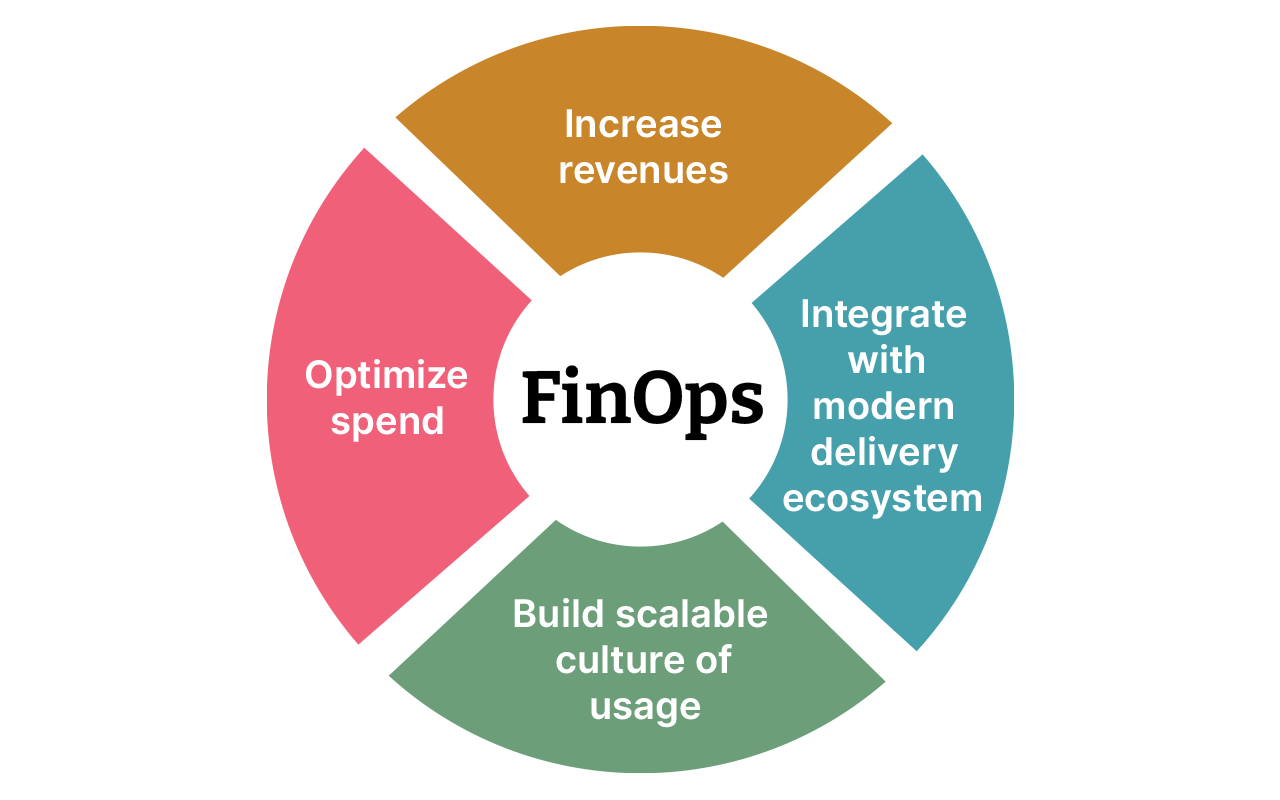 Increase
revenues
Optimize
spend
FinOps
Integrate
with
modern
delivery
ecosystem
Build scalable
culture of
usage